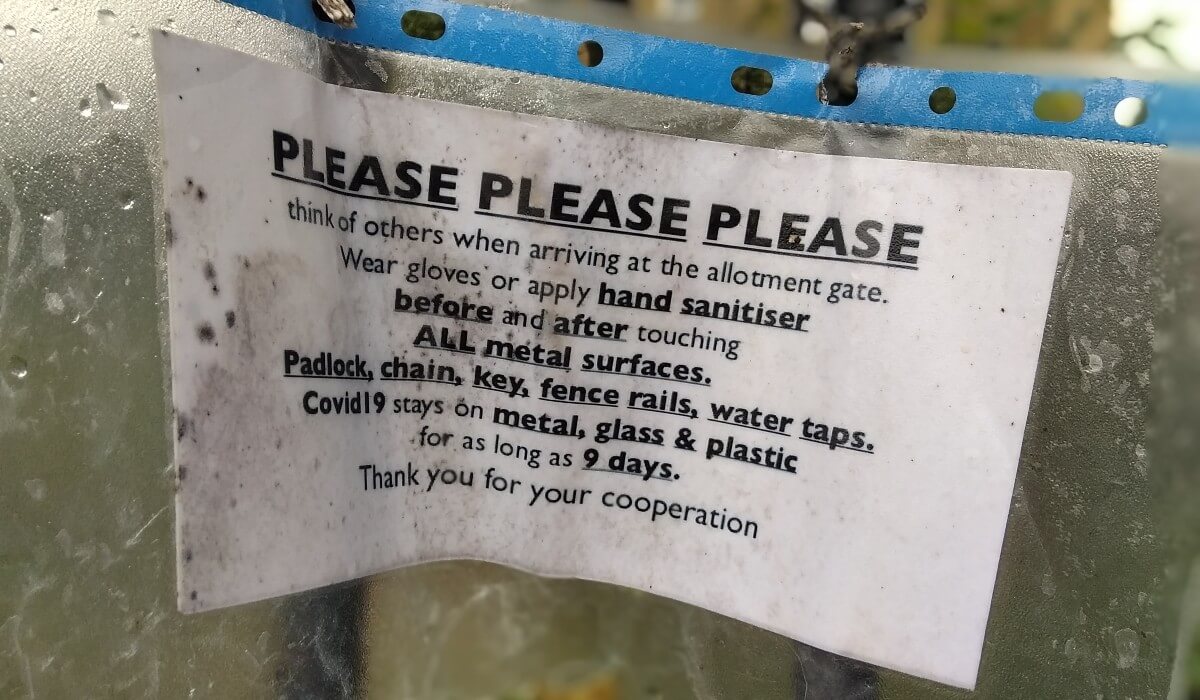 PLEASE PLEASE PLEASE
think of others when arriving at the allotment gate.
Wear gloves or apply hand sanitiser
before and after touching
ALL metal surfaces.
Padlock, chain, key, fence rails, water taps.
Covid19 stays on metal, glass & plastic
for as long as 9 days.
Thank you for your cooperation